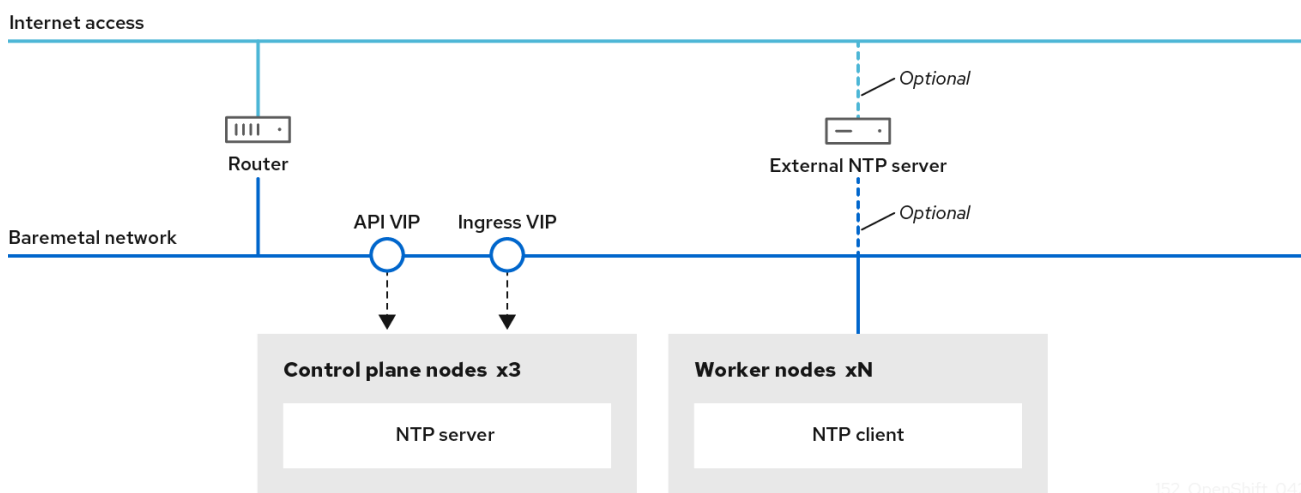 Internet access
Optional
Router
External NTP server
API VIP
Ingress VIP
Optional
Baremetal network
Control plane nodes x3
Worker nodes xN
NTP server
NTP client
152_OpenShift_04